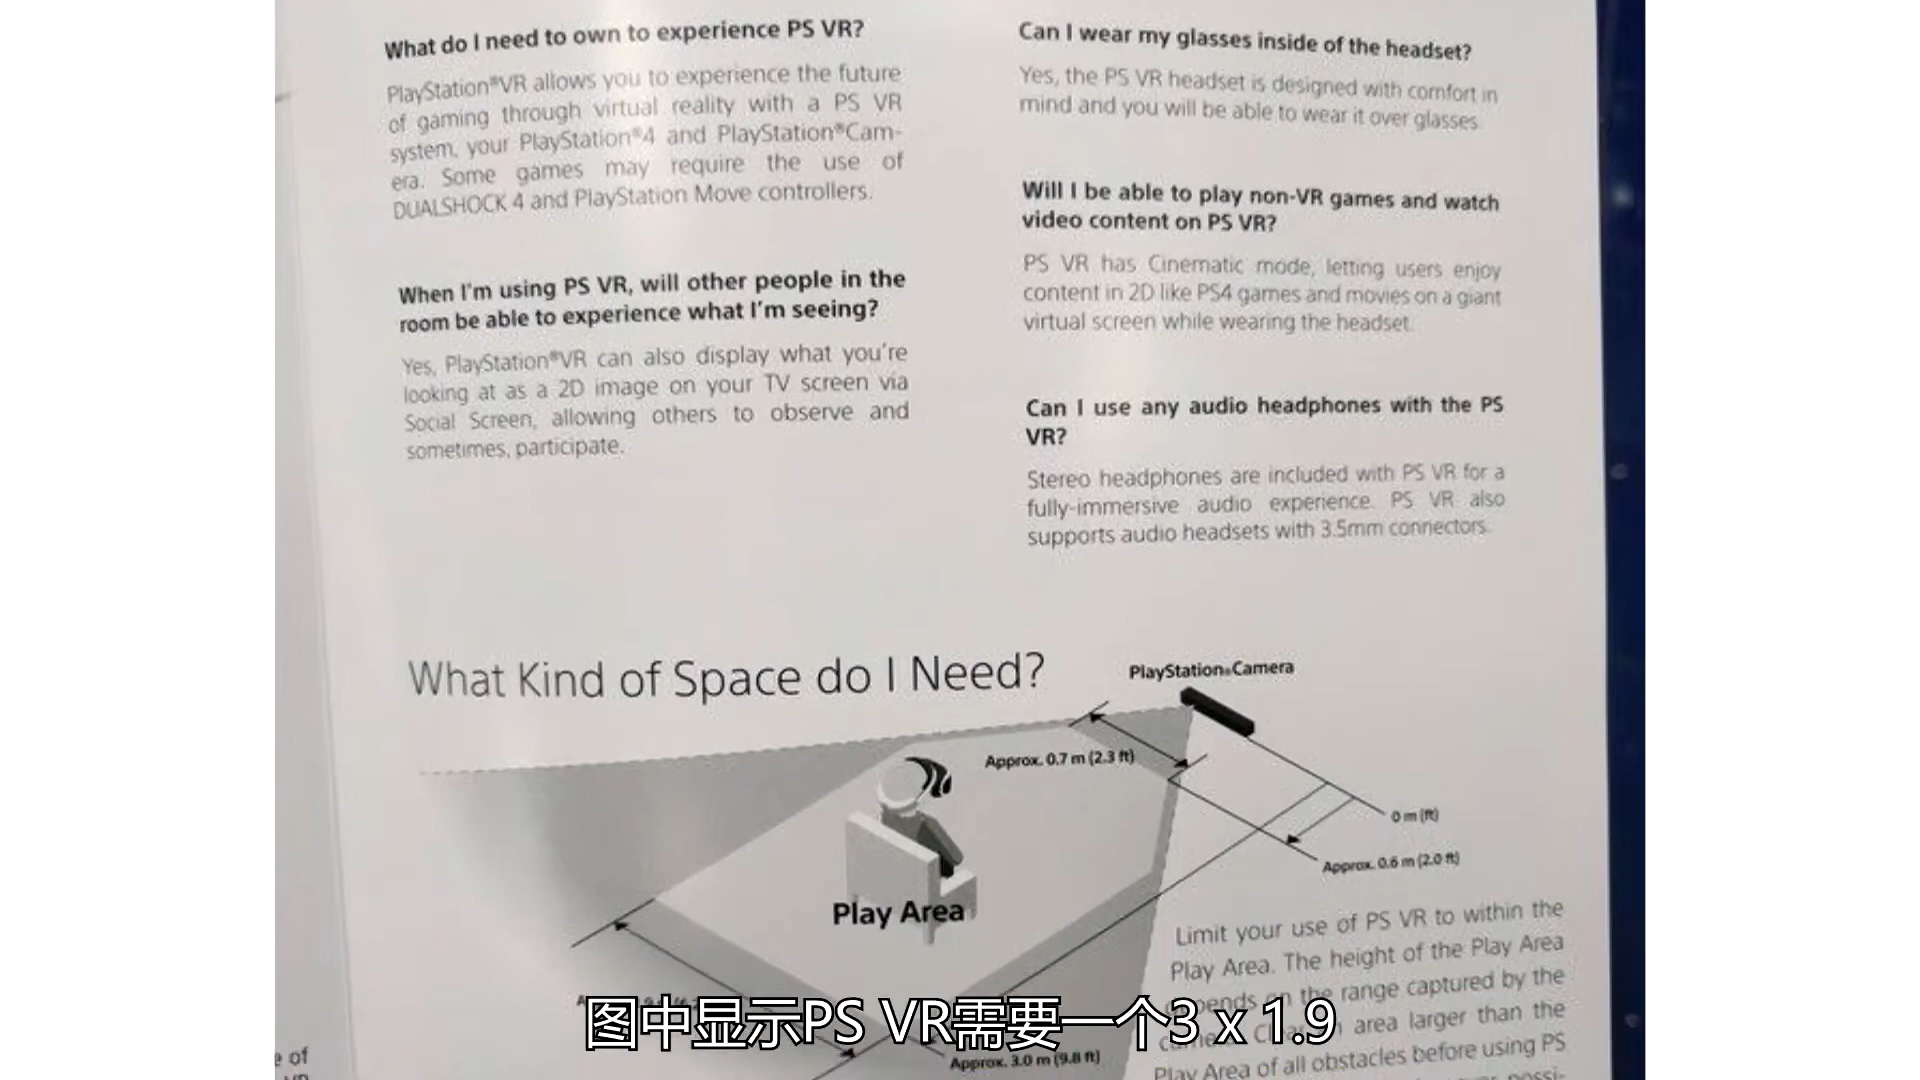 What do I need to own to experience PS VR?
PlayStation®VR allows you to experience the future
of gaming through virtual reality with a PS VR
system, your PlayStation®4 and PlayStation®Cam-
era. Some games may require the use of
DUALSHOCK 4 and PlayStation Move controllers.
When I'm using PS VR, will other people in the
room be able to experience what I'm seeing?
Yes, PlayStation®VR can also display what you're
looking at as a 2D image on your TV screen via
Social Screen, allowing others to observe and
sometimes, participate.
Can I wear my glasses inside of the headset?
Yes, the PS VR headset is designed with comfort in
mind and you will be able to wear it over glasses.
Will I be able to play non-VR games and watch
video content on PS VR?
PS VR has Cinematic mode, letting users enjoy
content in 2D like PS4 games and movies on a giant
virtual screen while wearing the headset.
Can I use any audio headphones with the PS
VR?
Stereo headphones are included with PS VR for a
fully-immersive audio experience. PS VR also
supports audio headsets with 3.5mm connectors.
What Kind of Space do I Need?
PlayStation®Camera
Approx. 0.7 m (2.3 ft)
0 m (ft)
Approx. 0.6 m (2.0 ft)
Play Area
Approx. 3.0 m (9.8 ft)
Limit your use of PS VR to within the
Play Area. The height of the Play Area
the range captured by the
area larger than the
Play Area of all obstacles before using PS
e of
图中显示PS VR需要一个3 x 1.9